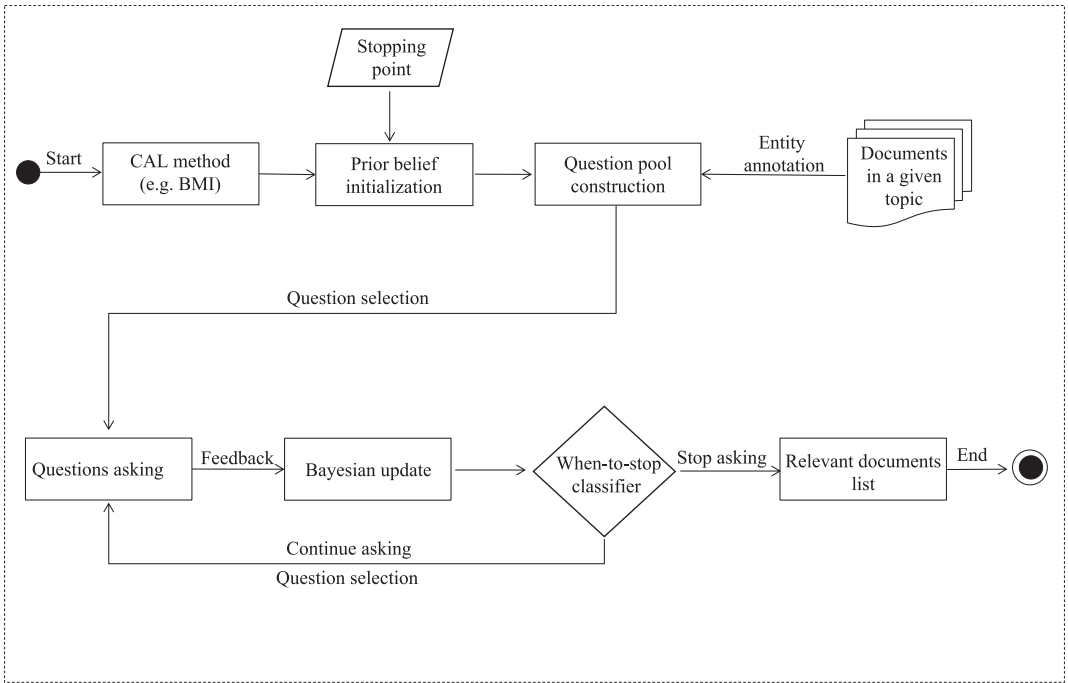 Stopping
point
Start
CAL method
(e.g. BMI)
Prior belief
initialization
Question pool
construction
Entity
annotation
Documents
in a given
topic
Question selection
Questions asking
Feedback
Bayesian update
When-to-stop
classifier
Stop asking
Relevant documents
list
End
Continue asking
Question selection